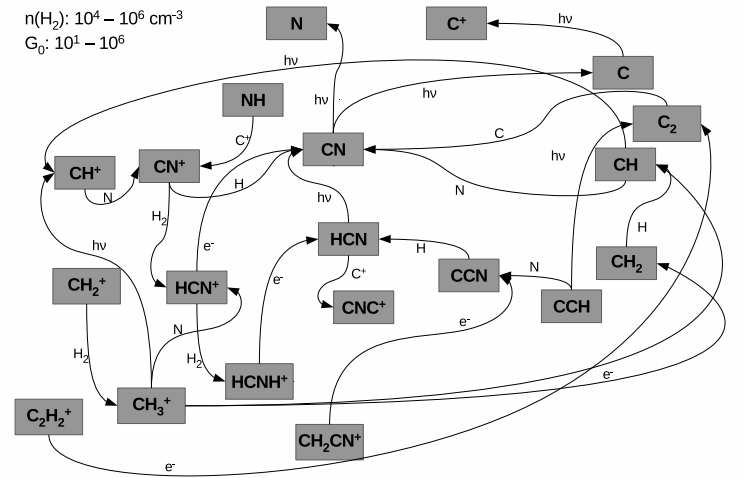 n(H₂): 10⁴ – 10⁶ cm⁻³
G₀: 10¹ – 10⁶
N
C⁺
hν
C
hν
NH
hν
hν
C⁺
CN
C
C₂
CH⁺
CN⁺
hν
CH
N
H
hν
N
H₂
HCN
H
hν
e⁻
H
CH₂
CH₂⁺
HCN⁺
e⁻
C⁺
CCN
N
CNC⁺
CCH
N
e⁻
H₂
H₂
HCNH⁺
e⁻
CH₃⁺
C₂H₂⁺
CH₂CN⁺
e⁻